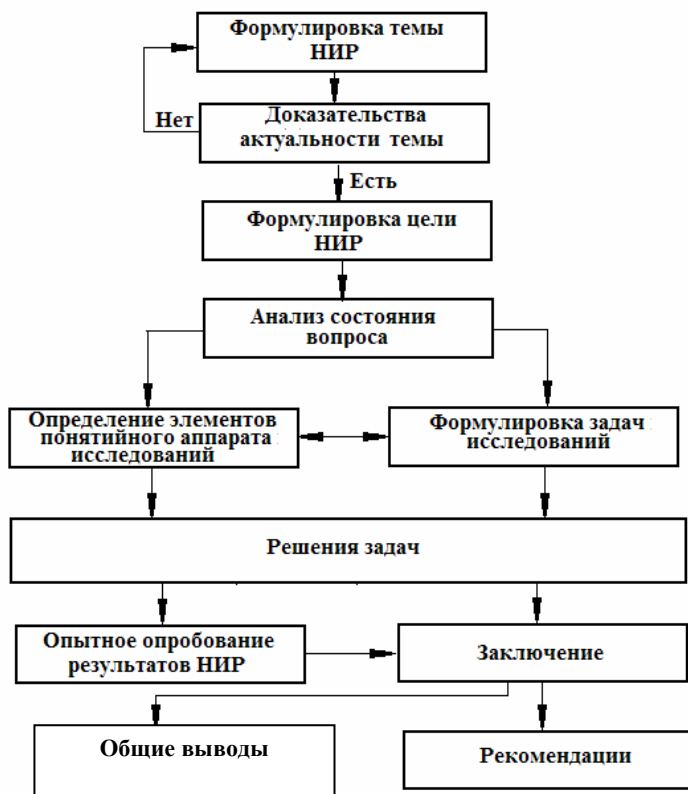 Формулировка темы
НИР
Нет
Доказательства
актуальности темы
Есть
Формулировка цели
НИР
Анализ состояния
вопроса
Определение элементов
понятийного аппарата
исследований
Формулировка задач
исследований
Решения задач
Опытное опробование
результатов НИР
Заключение
Общие выводы
Рекомендации